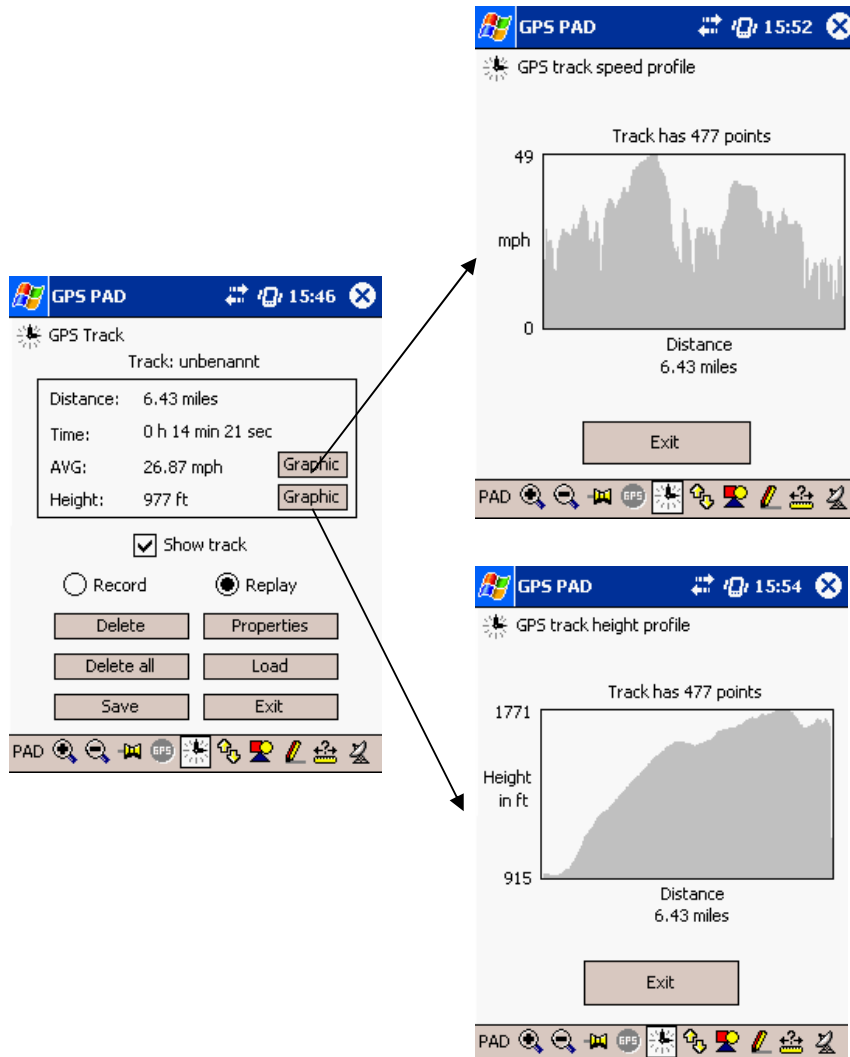 GPS PAD 15:52
GPS track speed profile
Track has 477 points
49
mph
0
Distance
6.43 miles
Exit
PAD GPS
GPS PAD 15:46
GPS Track
Track: unbenannt
Distance: 6.43 miles
Time: 0 h 14 min 21 sec
AVG: 26.87 mph Graphic
Height: 977 ft Graphic
Show track
Record Replay
Delete Properties
Delete all Load
Save Exit
PAD GPS +?+
GPS PAD 15:54
GPS track height profile
Track has 477 points
1771
Height
in ft
915
Distance
6.43 miles
Exit
PAD GPS +?+